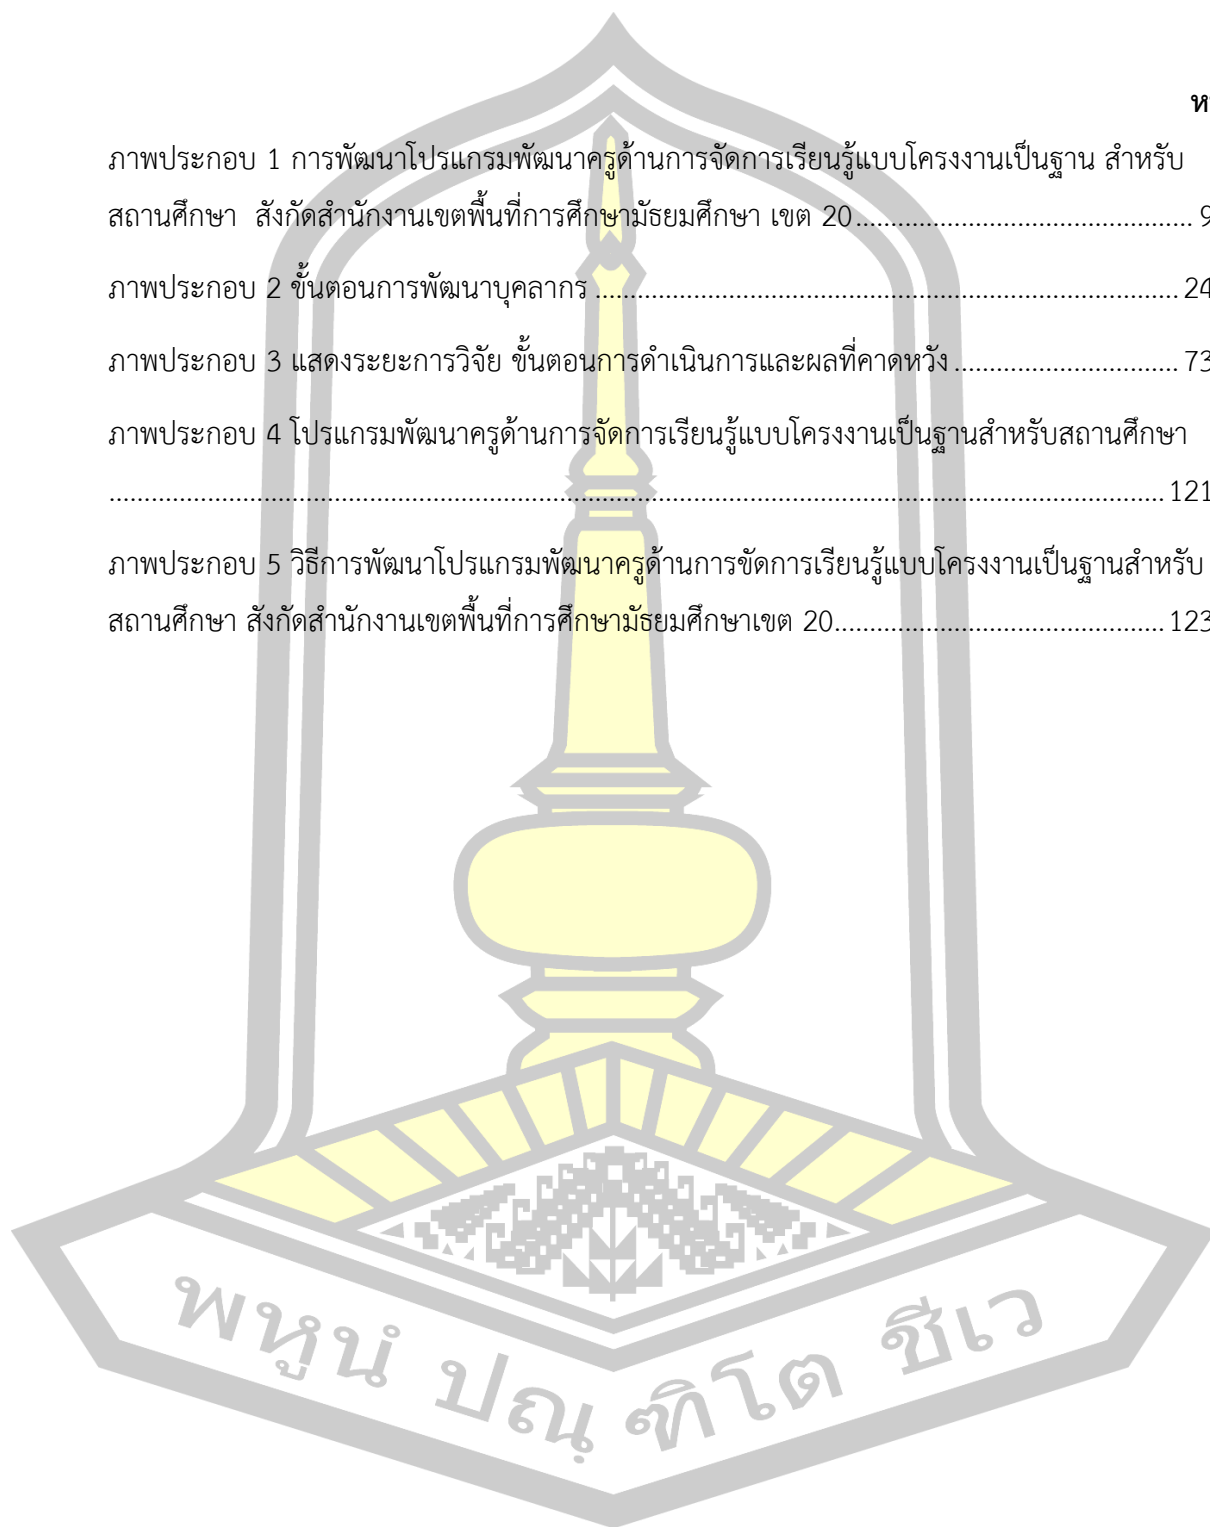 ห
ภาพประกอบ 1 การพัฒนาโปรแกรมพัฒนาครูด้านการจัดการเรียนรู้แบบโครงงานเป็นฐาน สำหรับ
สถานศึกษา สังกัดสำนักงานเขตพื้นที่การศึกษามัธยมศึกษา เขต 20 ................................................ 9
ภาพประกอบ 2 ขั้นตอนการพัฒนาบุคลากร ................................................................................... 24
ภาพประกอบ 3 แสดงระยะการวิจัย ขั้นตอนการดำเนินการและผลที่คาดหวัง ................................ 73
ภาพประกอบ 4 โปรแกรมพัฒนาครูด้านการจัดการเรียนรู้แบบโครงงานเป็นฐานสำหรับสถานศึกษา
...................................................................................................................................................... 121
ภาพประกอบ 5 วิธีการพัฒนาโปรแกรมพัฒนาครูด้านการขัดการเรียนรู้แบบโครงงานเป็นฐานสำหรับ
สถานศึกษา สังกัดสำนักงานเขตพื้นที่การศึกษามัธยมศึกษาเขต 20 ............................................... 123
พหูนํ ปณฺฑิโต ชีเว